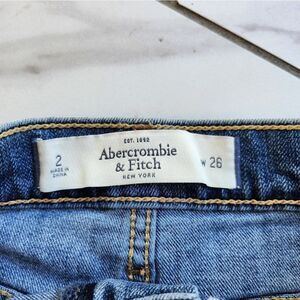 EST. 1892
Abercrombie
& Fitch
NEW YORK
2
MADE IN
CHINA
W 26